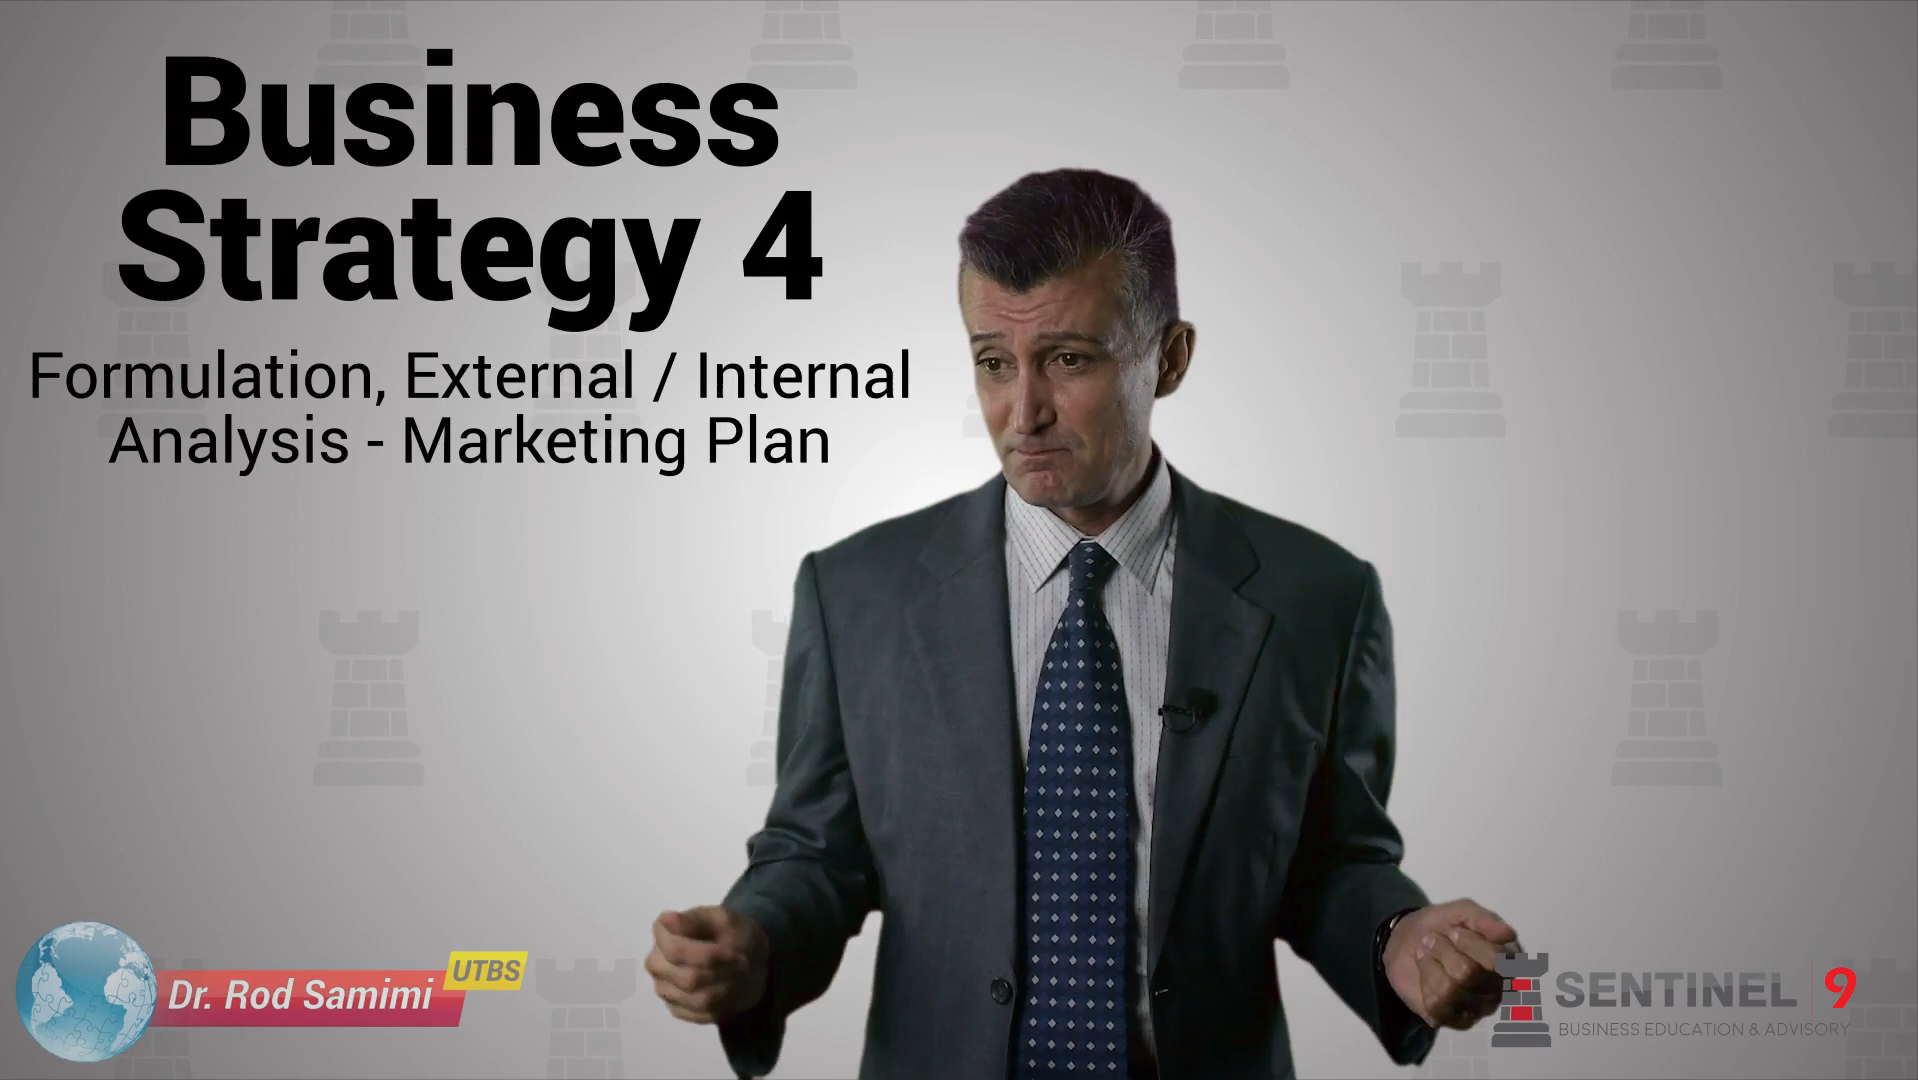 Business
Strategy 4
Formulation, External / Internal
Analysis - Marketing Plan
Dr. Rod Samimi
UTBS
SENTINEL 9
BUSINESS EDUCATION & ADVISORY